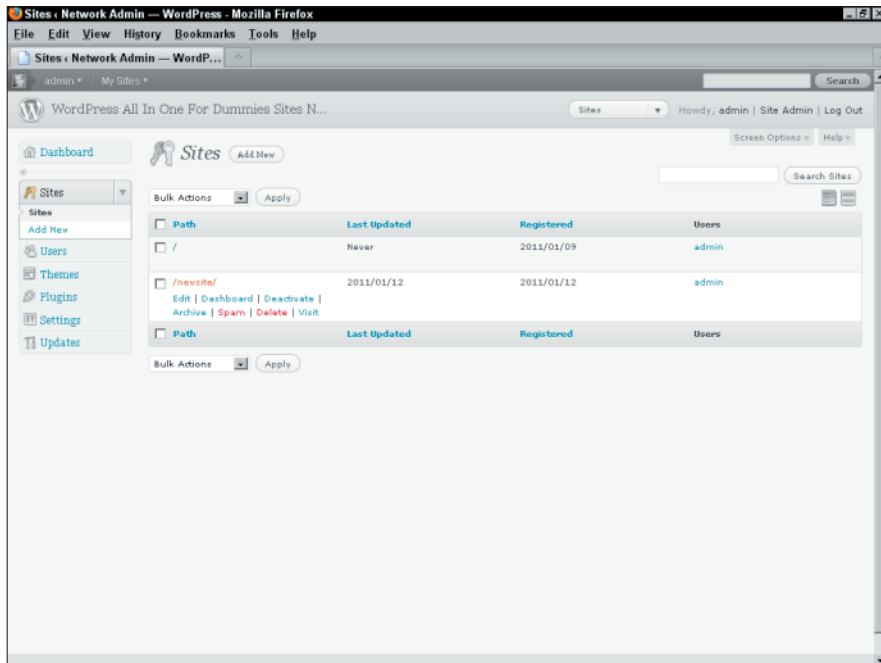 Sites ‹ Network Admin — WordPress - Mozilla Firefox
File Edit View History Bookmarks Tools Help
Sites ‹ Network Admin — WordP...
admin My Sites Search
WordPress All In One For Dummies Sites N... Sites Howdy, admin | Site Admin | Log Out
Screen Options Help
Dashboard
Sites Add New
Search Sites
Sites
Sites
Add New
Users
Themes
Plugins
Settings
Updates
Bulk Actions Apply
Path Last Updated Registered Users
/ Never 2011/01/09 admin
/newsite/ 2011/01/12 2011/01/12 admin
Edit | Dashboard | Deactivate |
Archive | Spam | Delete | Visit
Path Last Updated Registered Users
Bulk Actions Apply